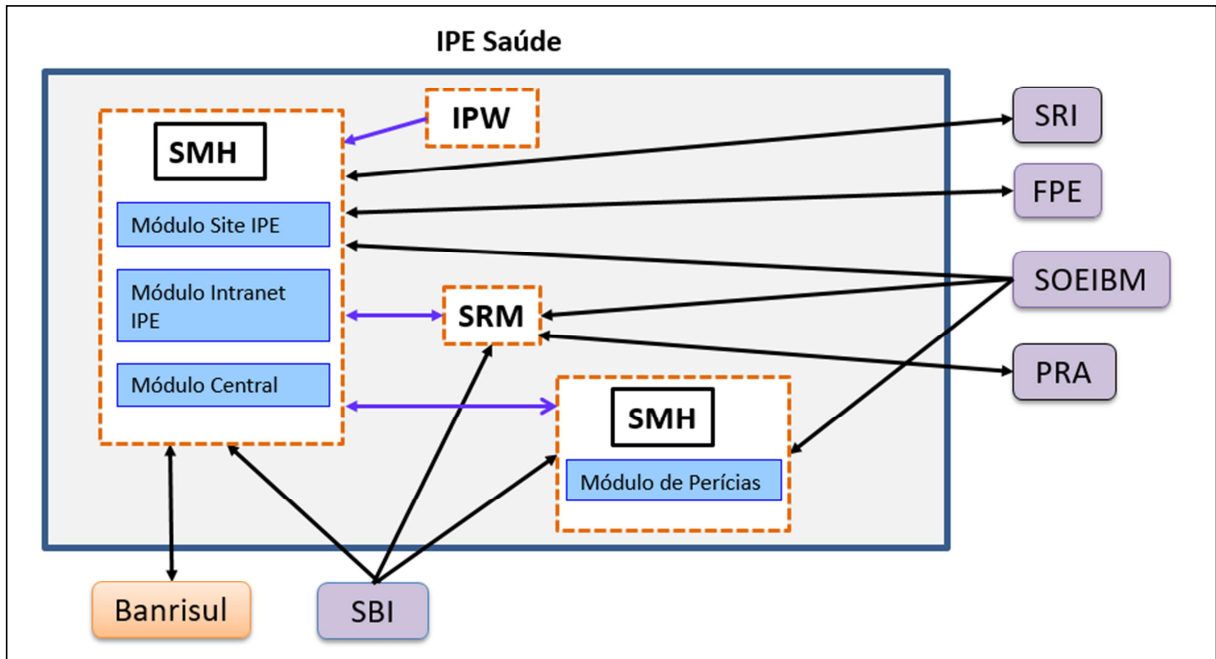 IPE Saúde
IPW
SRI
SMH
FPE
Módulo Site IPE
SOEIBM
Módulo Intranet
IPE
SRM
PRA
Módulo Central
SMH
Módulo de Perícias
Banrisul
SBI